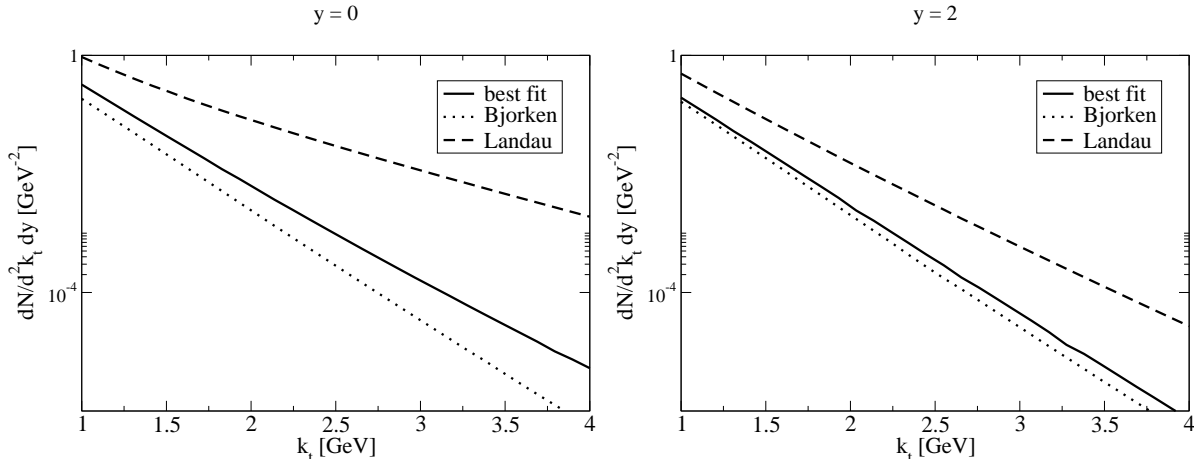 y = 0
1
10^-4
dN/d²k_t dy [GeV^-2]
best fit
Bjorken
Landau
1 1.5 2 2.5 3 3.5 4
k_t [GeV]
y = 2
1
10^-4
dN/d²k_t dy [GeV^-2]
best fit
Bjorken
Landau
1 1.5 2 2.5 3 3.5 4
k_t [GeV]